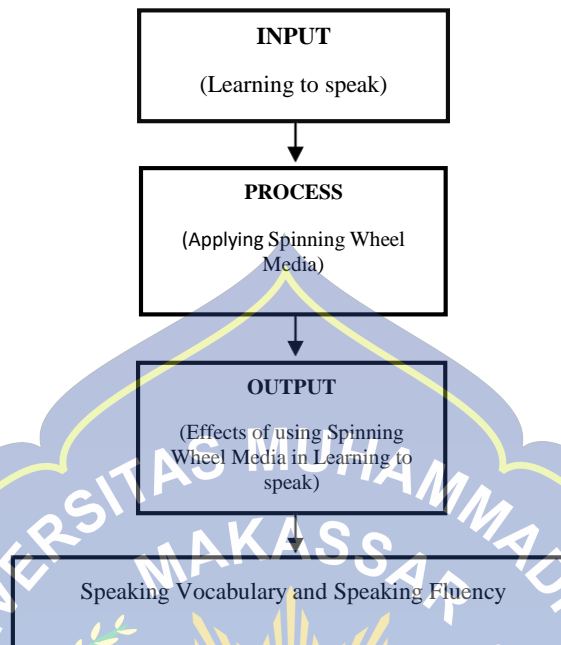 INPUT
(Learning to speak)
PROCESS
(Applying Spinning Wheel
Media)
OUTPUT
(Effects of using Spinning
Wheel Media in Learning to
speak)
Speaking Vocabulary and Speaking Fluency
ERSITAS MUHAMMAD
MAKASSAR